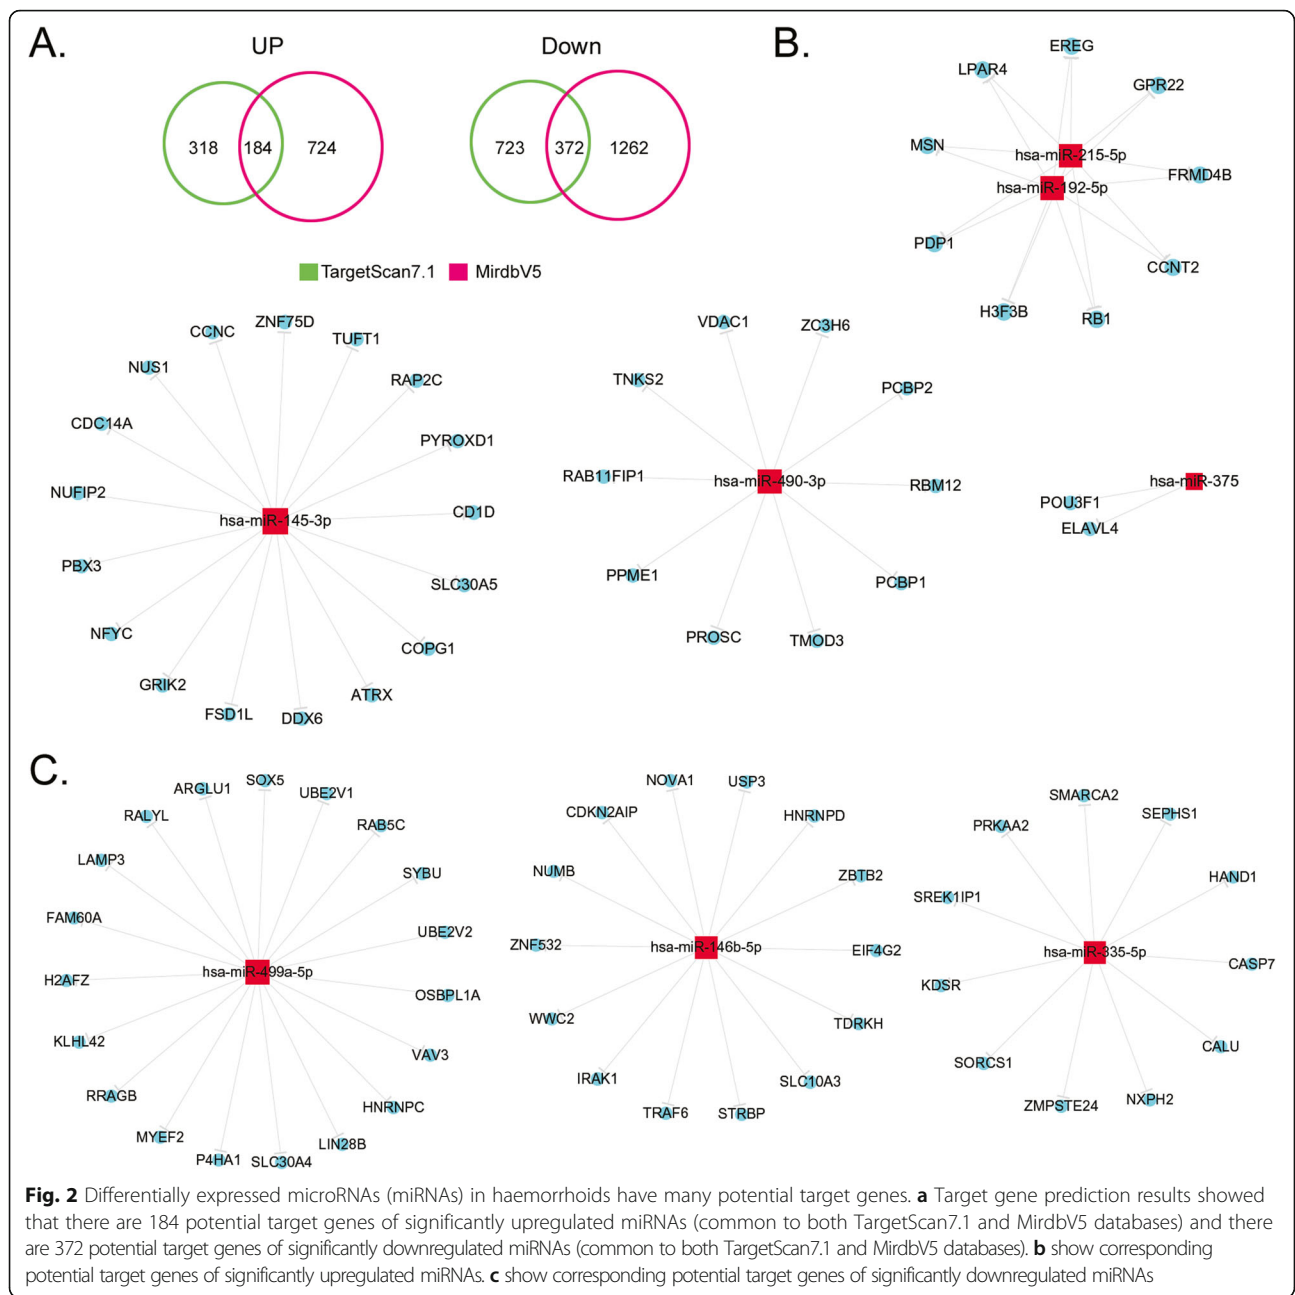 A.
UP
Down
318
184
724
723
372
1262
TargetScan7.1
MirdbV5
B.
EREG
LPAR4
GPR22
MSN
hsa-miR-215-5p
FRMD4B
hsa-miR-192-5p
PDP1
CCNT2
H3F3B
RB1
ZNF75D
CCNC
TUFT1
NUS1
RAP2C
CDC14A
PYROXD1
NUFIP2
CD1D
hsa-miR-145-3p
PBX3
SLC30A5
NFYC
COPG1
GRIK2
ATRX
FSD1L
DDX6
VDAC1
ZC3H6
TNKS2
PCBP2
RAB11FIP1
hsa-miR-490-3p
RBM12
PPME1
PCBP1
PROSC
TMOD3
hsa-miR-375
POU3F1
ELAVL4
C.
SOX5
ARGLU1
UBE2V1
RALYL
RAB5C
LAMP3
SYBU
FAM60A
UBE2V2
hsa-miR-499a-5p
H2AFZ
OSBPL1A
KLHL42
VAV3
RRAGB
HNRNPC
MYEF2
LIN28B
P4HA1
SLC30A4
NOVA1
USP3
CDKN2AIP
HNRNPD
NUMB
ZBTB2
ZNF532
hsa-miR-146b-5p
EIF4G2
WWC2
TDRKH
IRAK1
SLC10A3
TRAF6
STRBP
SMARCA2
SEPHS1
PRKAA2
HAND1
SREK1IP1
hsa-miR-335-5p
CASP7
KDSR
CALU
SORCS1
NXPH2
ZMPSTE24
Fig. 2 Differentially expressed microRNAs (miRNAs) in haemorrhoids have many potential target genes. a Target gene prediction results showed
that there are 184 potential target genes of significantly upregulated miRNAs (common to both TargetScan7.1 and MirdbV5 databases) and there
are 372 potential target genes of significantly downregulated miRNAs (common to both TargetScan7.1 and MirdbV5 databases). b show corresponding
potential target genes of significantly upregulated miRNAs. c show corresponding potential target genes of significantly downregulated miRNAs